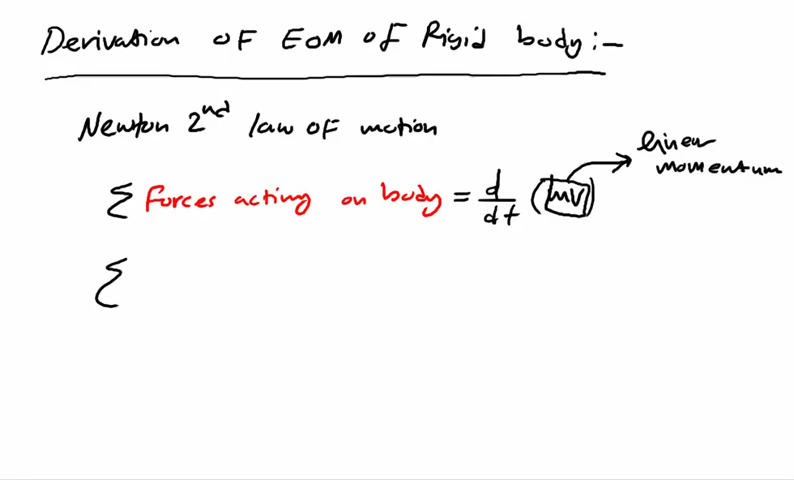 Derivation of EOM of Rigid body:-
Newton 2nd law of motion
linear
momentum
Σ Forces acting on body = d/dt (mV)
Σ